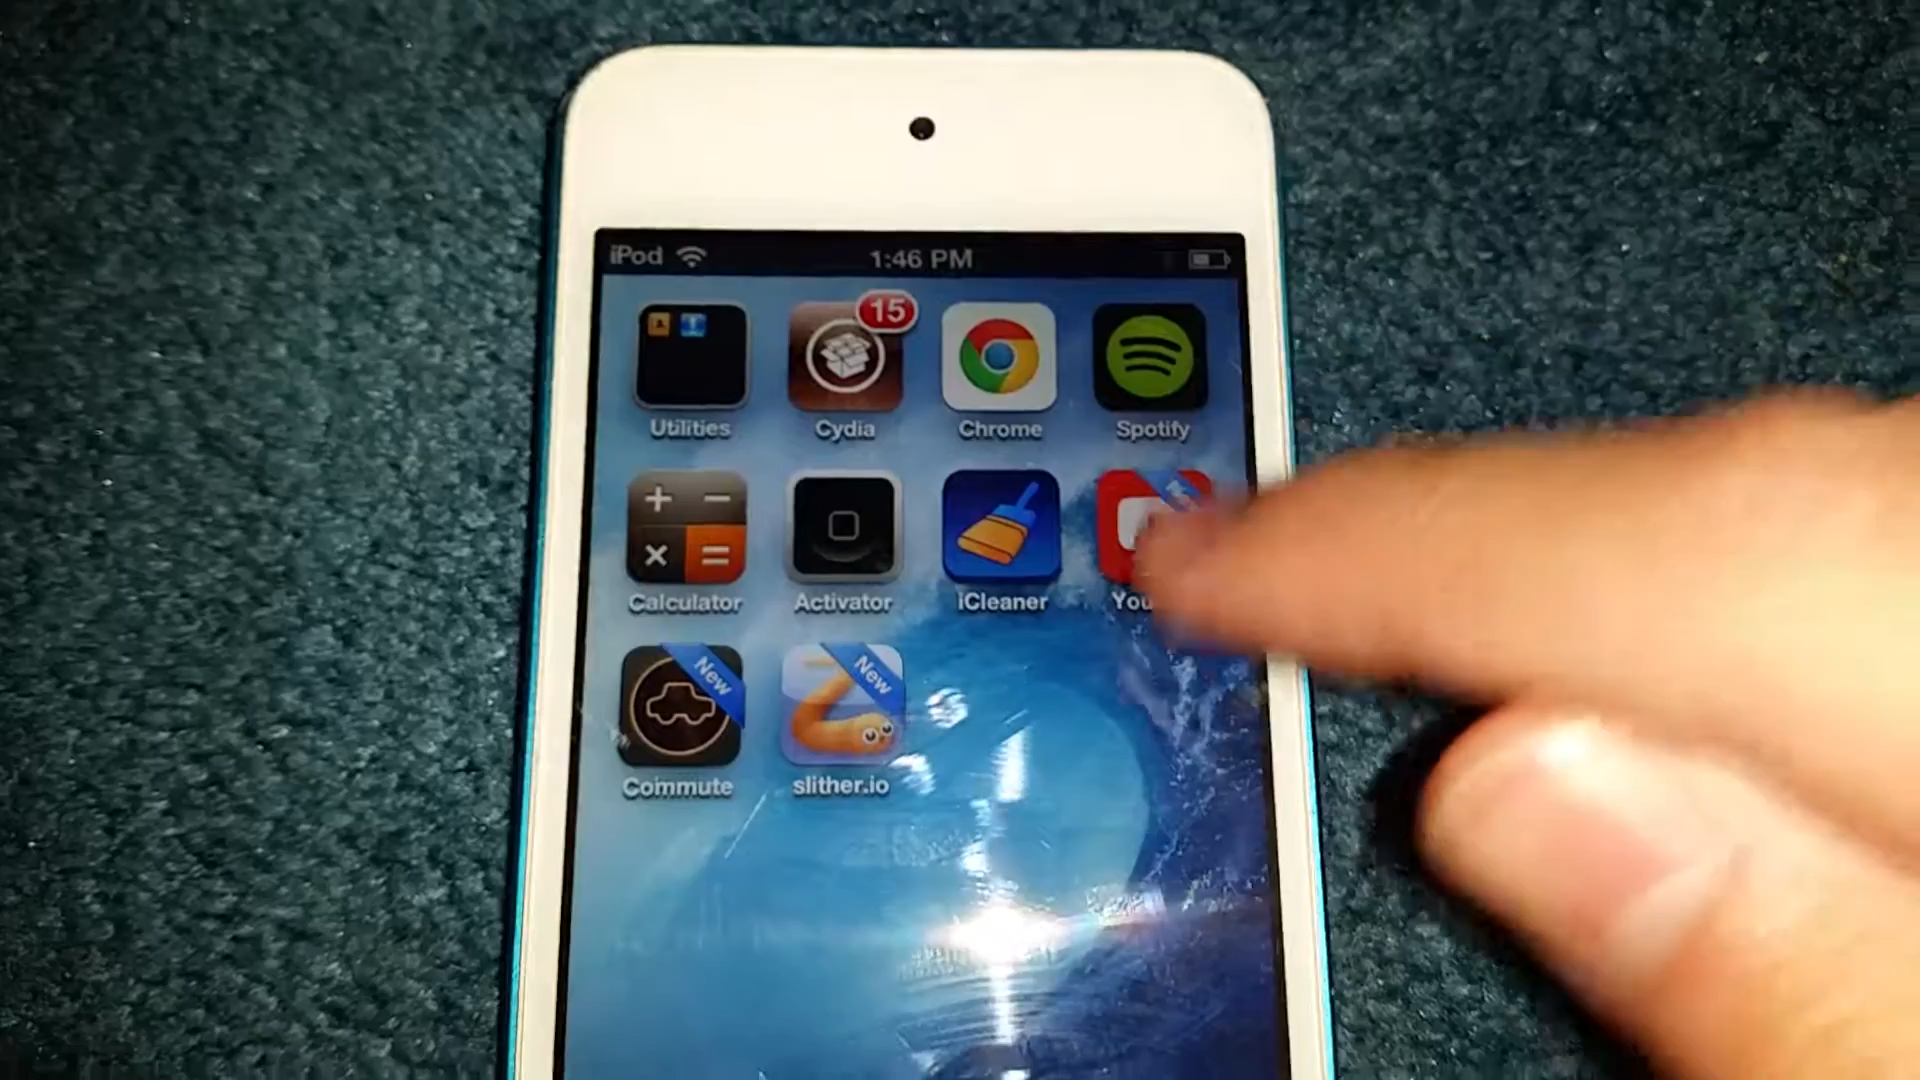 iPod 1:46 PM
15
Utilities Cydia Chrome Spotify
Calculator Activator iCleaner You
New New
Commute slither.io